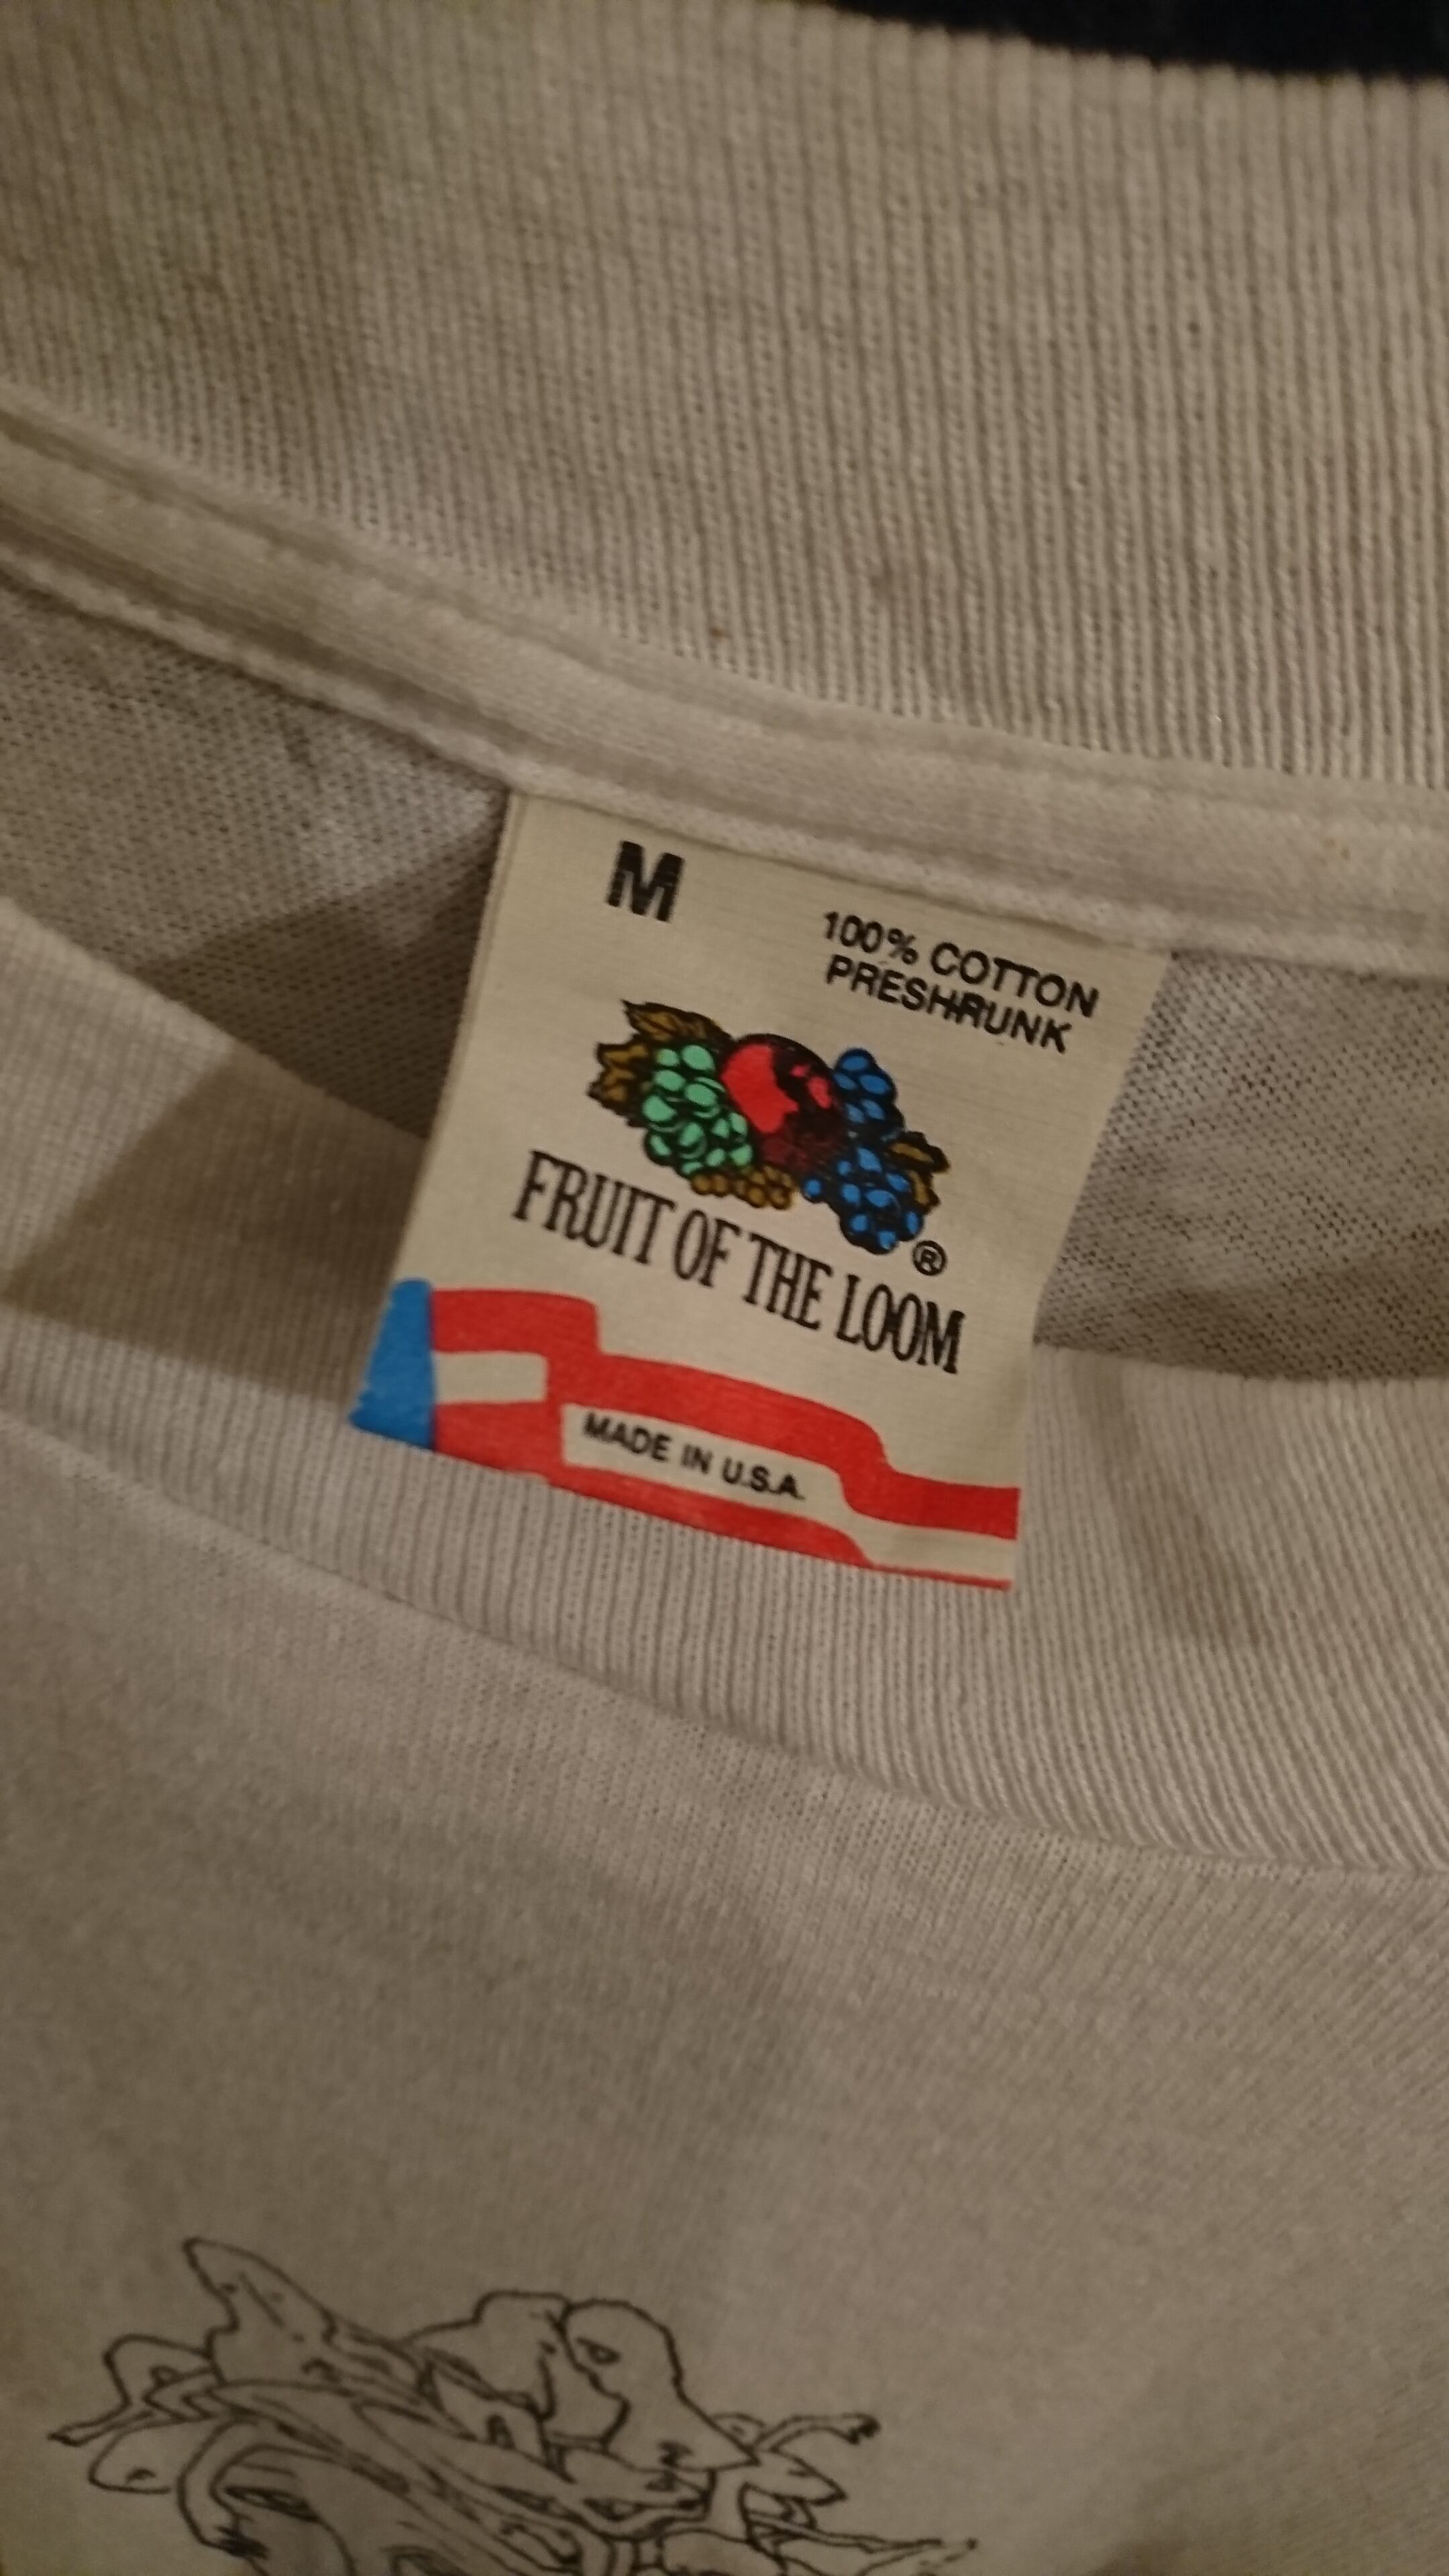 M
100% COTTON
PRESHRUNK
®
FRUIT OF THE LOOM
MADE IN U.S.A.